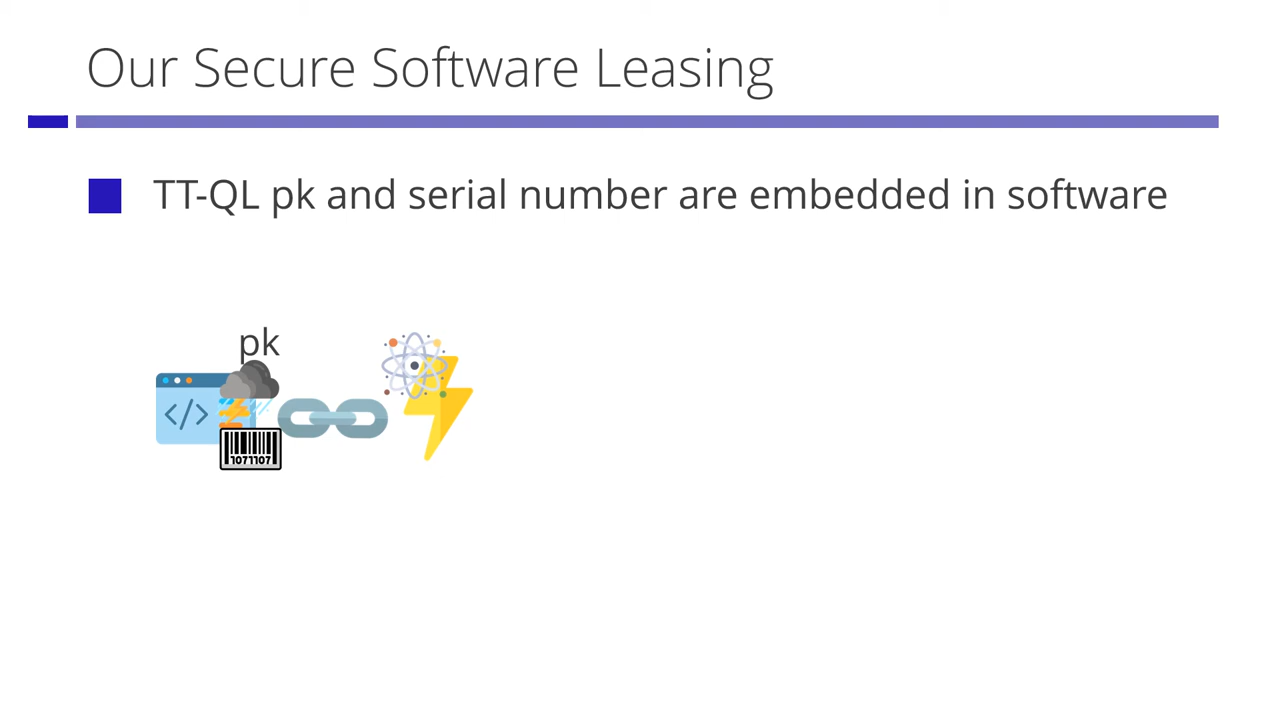 Our Secure Software Leasing
TT-QL pk and serial number are embedded in software
pk
</>
1071107